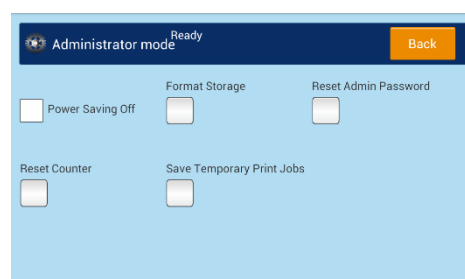 Administrator mode Ready
Back
Format Storage
Reset Admin Password
Power Saving Off
Reset Counter
Save Temporary Print Jobs